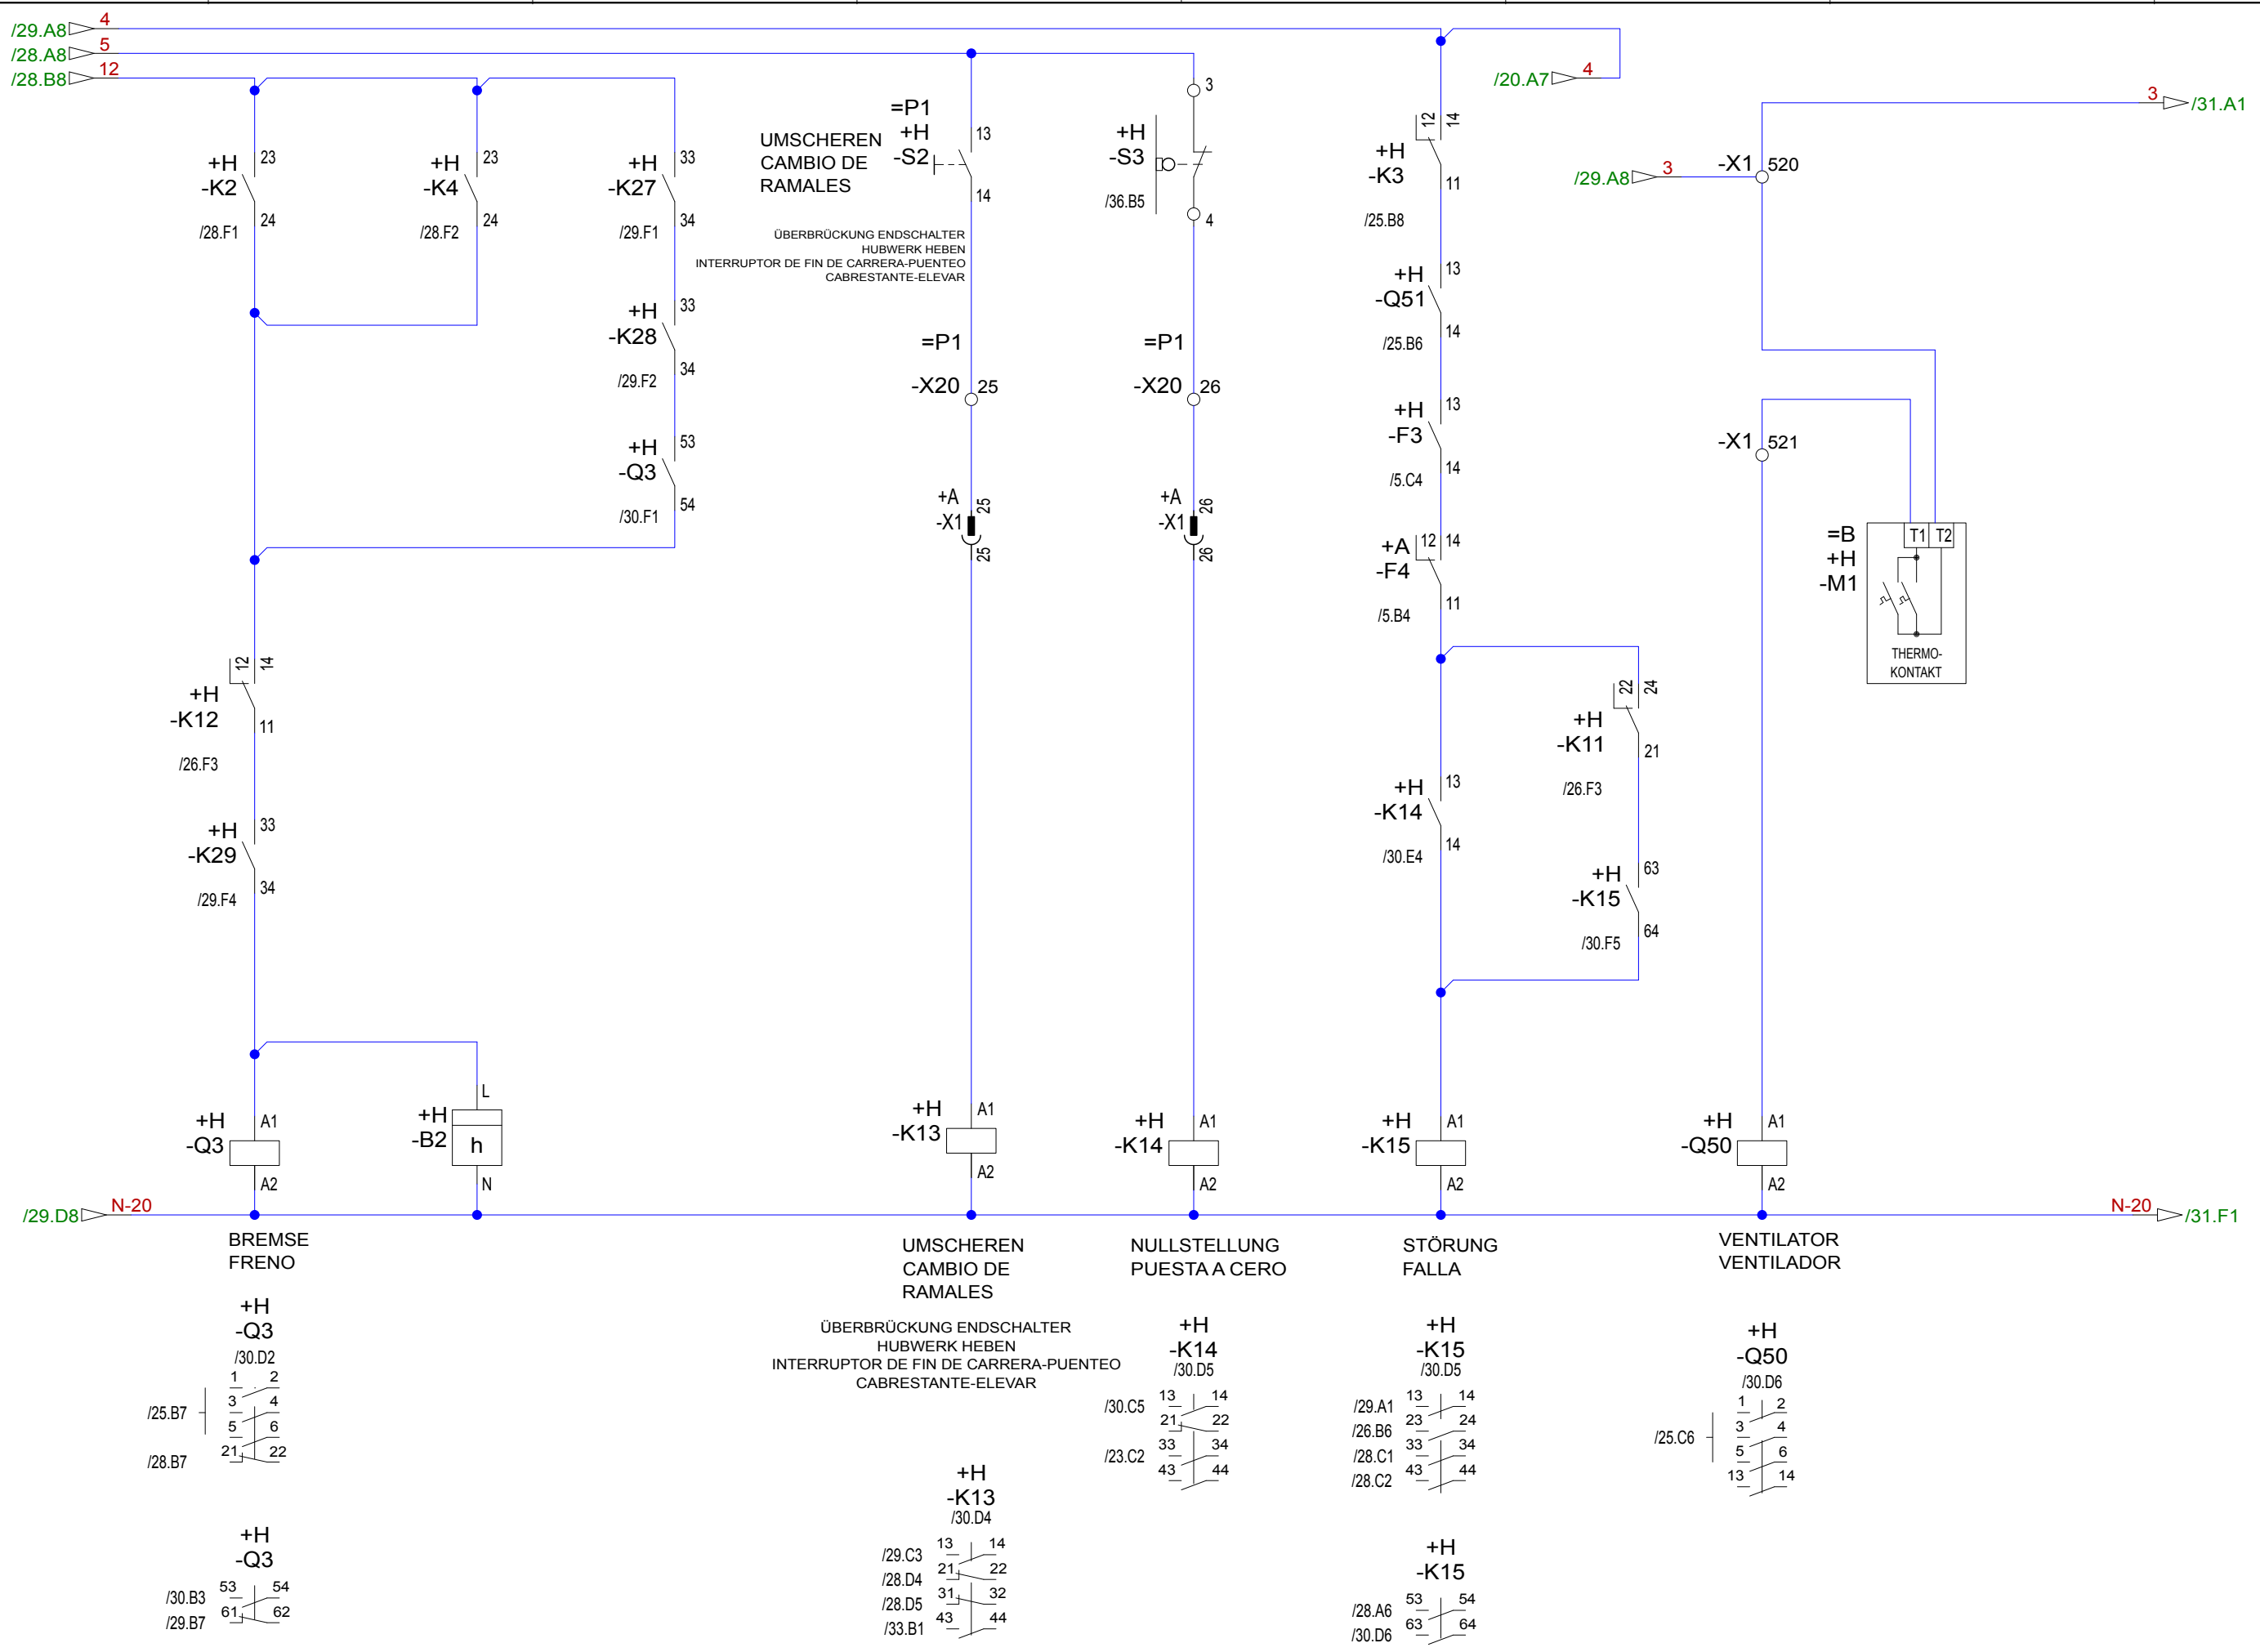 /29.A8 4
/28.A8 5
/28.B8 12
/20.A7 4
3 /31.A1
+H
-K2
23
24
/28.F1
+H
-K4
23
24
/28.F2
+H
-K27
33
34
/29.F1
+H
-K28
33
34
/29.F2
+H
-Q3
53
54
/30.F1
UMSCHEREN
CAMBIO DE
RAMALES
=P1
+H
-S2
13
14
ÜBERBRÜCKUNG ENDSCHALTER
HUBWERK HEBEN
INTERRUPTOR DE FIN DE CARRERA-PUENTEO
CABRESTANTE-ELEVAR
=P1
-X20 25
+A
-X1
25
25
3
+H
-S3
/36.B5
4
=P1
-X20 26
+A
-X1
26
26
12 14
+H
-K3
11
/25.B8
+H
-Q51
13
14
/25.B6
+H
-F3
13
14
/5.C4
+A
-F4
12 14
11
/5.B4
22 24
+H
-K11
21
/26.F3
+H
-K14
13
14
/30.E4
+H
-K15
63
64
/30.F5
/29.A8 3
-X1 520
-X1 521
=B
+H
-M1
T1 T2
THERMO-
KONTAKT
12 14
+H
-K12
11
/26.F3
+H
-K29
33
34
/29.F4
+H
-Q3
A1
A2
+H
-B2
L
h
N
+H
-K13
A1
A2
+H
-K14
A1
A2
+H
-K15
A1
A2
+H
-Q50
A1
A2
/29.D8 N-20
N-20 /31.F1
BREMSE
FRENO
UMSCHEREN
CAMBIO DE
RAMALES
NULLSTELLUNG
PUESTA A CERO
STÖRUNG
FALLA
VENTILATOR
VENTILADOR
ÜBERBRÜCKUNG ENDSCHALTER
HUBWERK HEBEN
INTERRUPTOR DE FIN DE CARRERA-PUENTEO
CABRESTANTE-ELEVAR
+H
-Q3
/30.D2
1 2
3 4
/25.B7
5 6
21 22
/28.B7
+H
-Q3
53 54
/30.B3
61 62
/29.B7
+H
-K13
/30.D4
13 14
/29.C3
21 22
/28.D4
31 32
/28.D5
43 44
/33.B1
+H
-K14
/30.D5
13 14
/30.C5
21 22
33 34
/23.C2
43 44
+H
-K15
/30.D5
13 14
/29.A1
23 24
/26.B6
33 34
/28.C1
43 44
/28.C2
+H
-K15
53 54
/28.A6
63 64
/30.D6
+H
-Q50
/30.D6
1 2
3 4
/25.C6
5 6
13 14